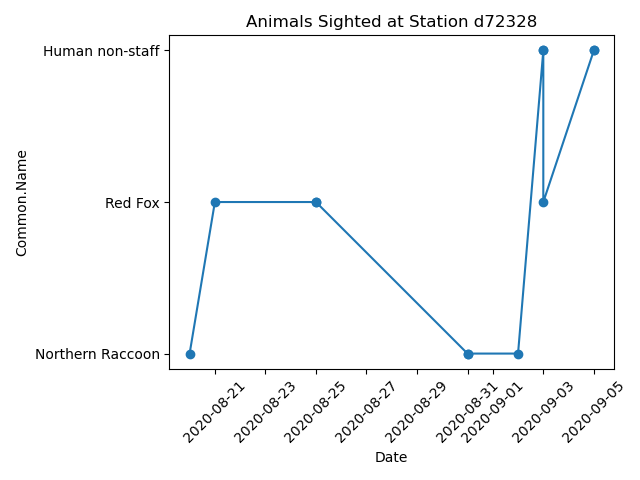 Animals Sighted at Station d72328
Human non-staff
Red Fox
Northern Raccoon
Common.Name
2020-08-21
2020-08-23
2020-08-25
2020-08-27
2020-08-29
2020-08-31
2020-09-01
2020-09-03
2020-09-05
Date